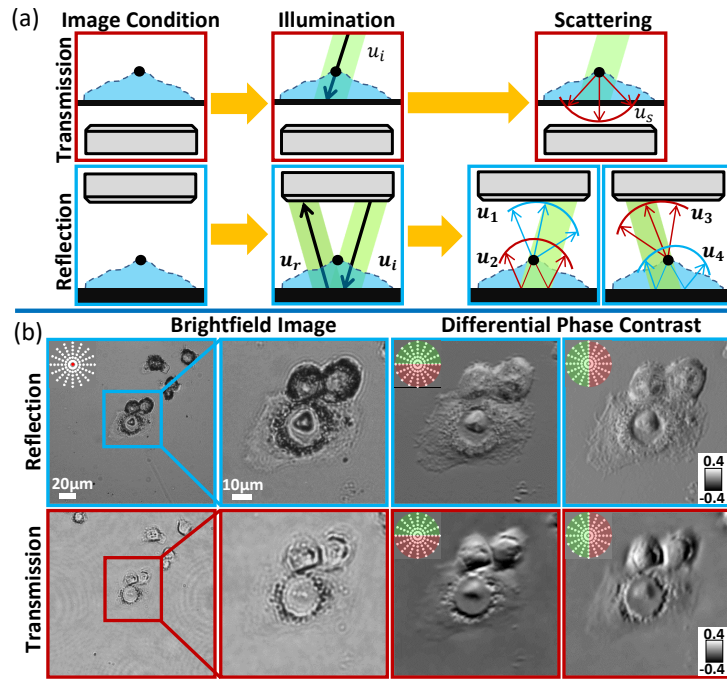 (a)
Image Condition
Illumination
Scattering
Transmission
u_i
u_s
Reflection
u_r
u_i
u_1
u_2
u_3
u_4
(b)
Brightfield Image
Differential Phase Contrast
Reflection
20μm
10μm
0.4
-0.4
Transmission
0.4
-0.4